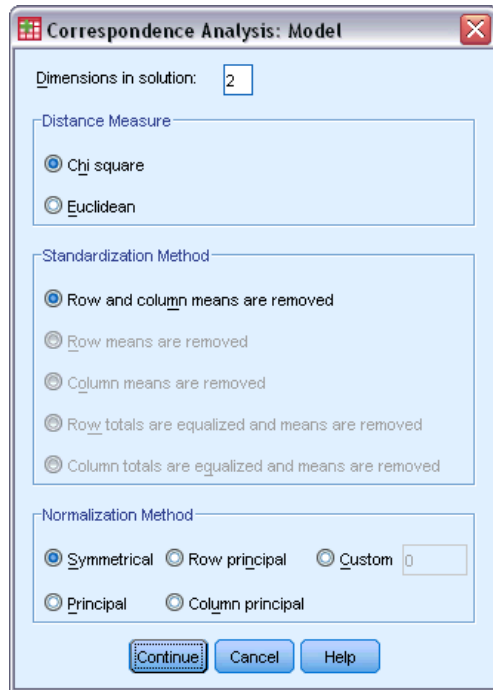 Correspondence Analysis: Model
Dimensions in solution: 2
Distance Measure
Chi square
Euclidean
Standardization Method
Row and column means are removed
Row means are removed
Column means are removed
Row totals are equalized and means are removed
Column totals are equalized and means are removed
Normalization Method
Symmetrical Row principal Custom 0
Principal Column principal
Continue Cancel Help